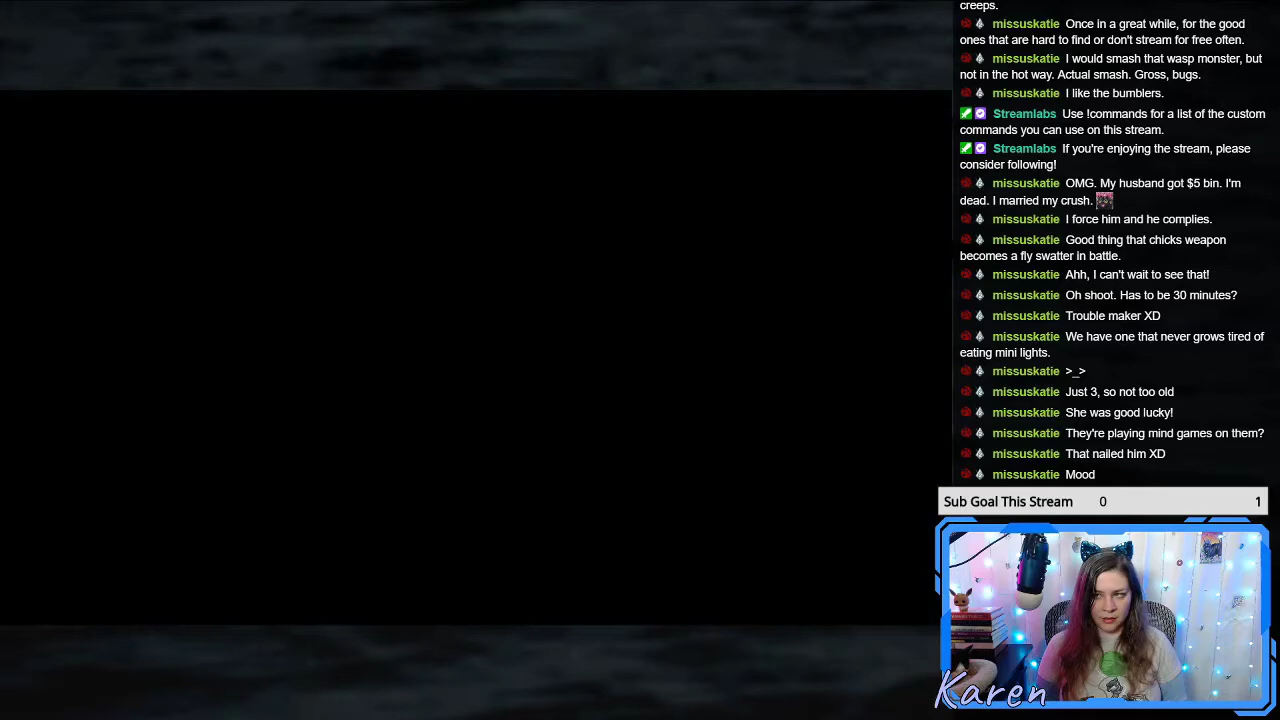 creeps.
missuskatie Once in a great while, for the good
ones that are hard to find or don't stream for free often.
missuskatie I would smash that wasp monster, but
not in the hot way. Actual smash. Gross, bugs.
missuskatie I like the bumblers.
Streamlabs Use !commands for a list of the custom
commands you can use on this stream.
Streamlabs If you're enjoying the stream, please
consider following!
missuskatie OMG. My husband got $5 bin. I'm
dead. I married my crush.
missuskatie I force him and he complies.
missuskatie Good thing that chicks weapon
becomes a fly swatter in battle.
missuskatie Ahh, I can't wait to see that!
missuskatie Oh shoot. Has to be 30 minutes?
missuskatie Trouble maker XD
missuskatie We have one that never grows tired of
eating mini lights.
missuskatie >_>
missuskatie Just 3, so not too old
missuskatie She was good lucky!
missuskatie They're playing mind games on them?
missuskatie That nailed him XD
missuskatie Mood
Sub Goal This Stream 0 1
Karen